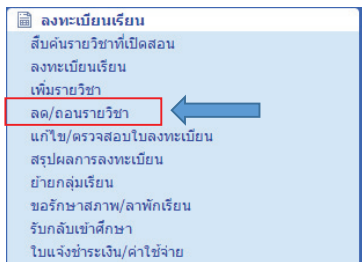 ลงทะเบียนเรียน
สืบค้นรายวิชาที่เปิดสอน
ลงทะเบียนเรียน
เพิ่มรายวิชา
ลด/ถอนรายวิชา
แก้ไข/ตรวจสอบใบลงทะเบียน
สรุปผลการลงทะเบียน
ย้ายกลุ่มเรียน
ขอรักษาสภาพ/ลาพักเรียน
รับกลับเข้าศึกษา
ใบแจ้งชำระเงิน/ค่าใช้จ่าย